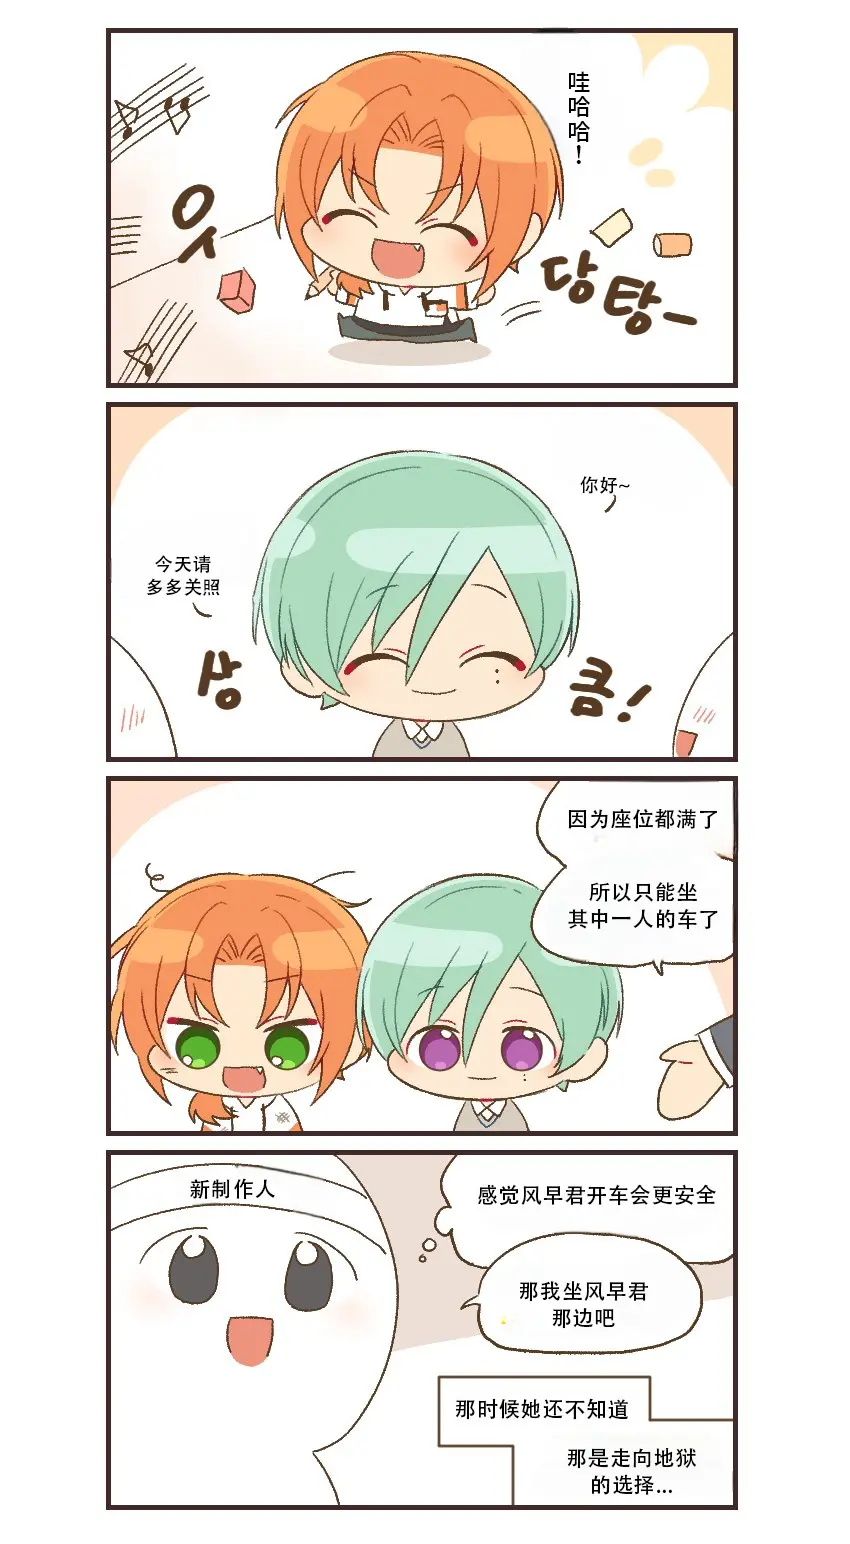 哇哈哈！
읏
당탕ー
你好~
今天请
多多关照
상
큼!
因为座位都满了
所以只能坐
其中一人的车了
新制作人
感觉风早君开车会更安全
那我坐风早君
那边吧
那时候她还不知道
那是走向地狱
的选择...